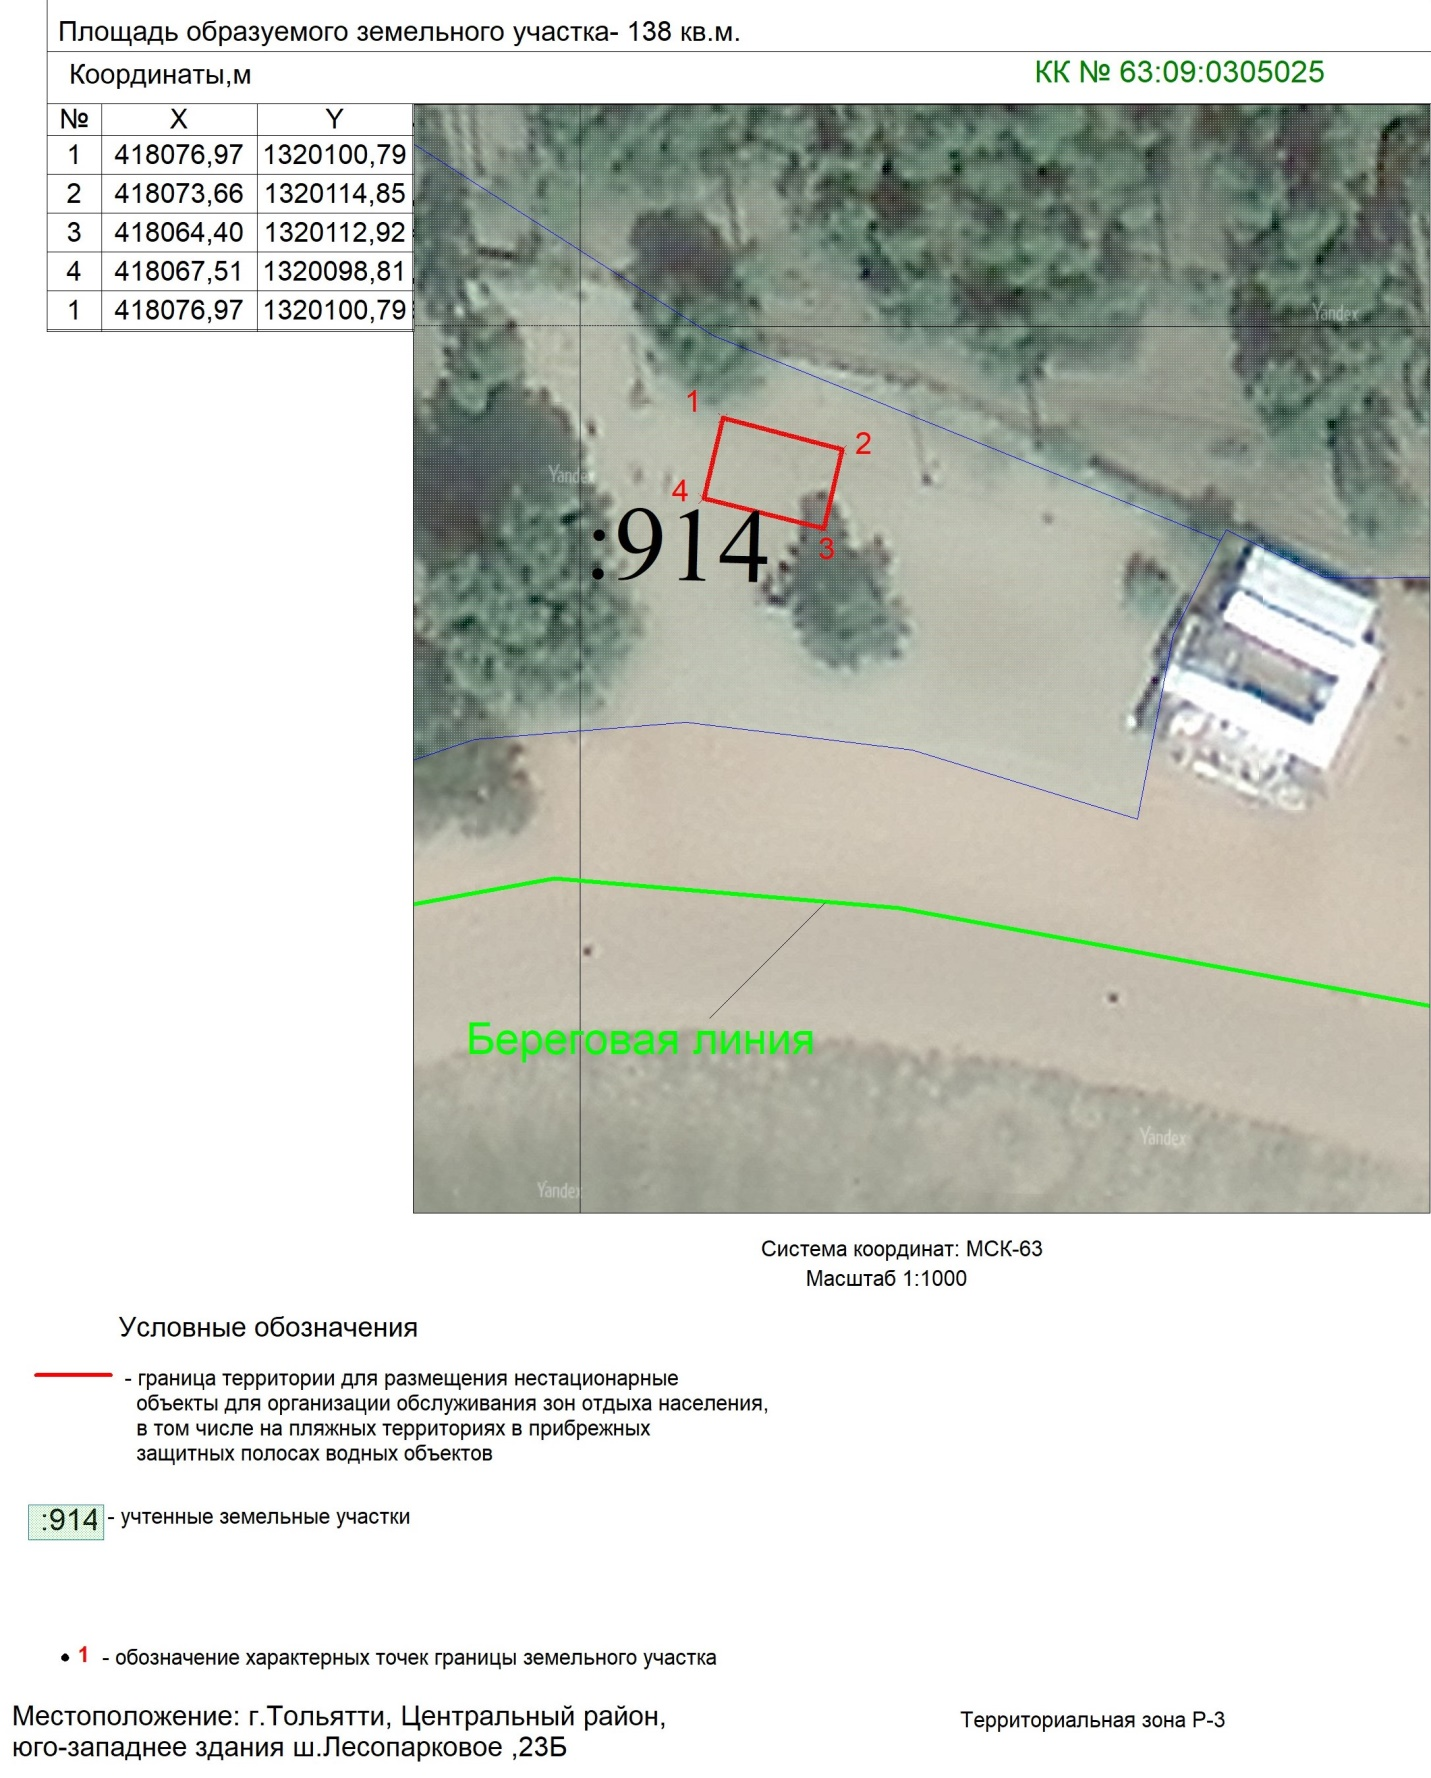 Площадь образуемого земельного участка- 138 кв.м.
Координаты,м
КК № 63:09:0305025
№ X Y
1 418076,97 1320100,79
2 418073,66 1320114,85
3 418064,40 1320112,92
4 418067,51 1320098,81
1 418076,97 1320100,79
Yandex
1
2
Yandex
4
:914
3
Береговая линия
Yandex
Yandex
Система координат: МСК-63
Масштаб 1:1000
Условные обозначения
- граница территории для размещения нестационарные
объекты для организации обслуживания зон отдыха населения,
в том числе на пляжных территориях в прибрежных
защитных полосах водных объектов
:914 - учтенные земельные участки
1 - обозначение характерных точек границы земельного участка
Местоположение: г.Тольятти, Центральный район,
юго-западнее здания ш.Лесопарковое ,23Б
Территориальная зона Р-3